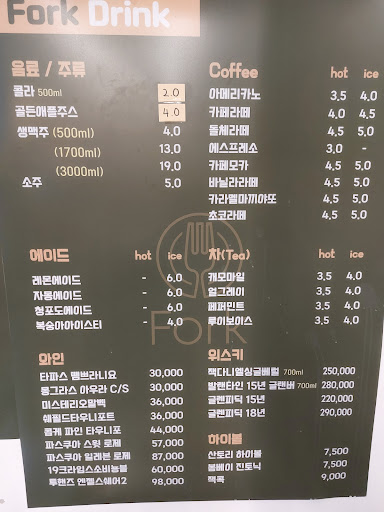 Fork Drink
음료 / 주류
콜라 500ml 2.0
골든애플주스 4.0
생맥주 (500ml) 4.0
(1700ml) 13.0
(3000ml) 19.0
소주 5.0
Coffee hot ice
아메리카노 3.5 4.0
카페라떼 4.0 4.5
돌체라떼 4.5 5.0
에스프레소 3.0 -
카페모카 4.5 5.0
바닐라라떼 4.5 5.0
카라멜마끼아또 4.5 5.0
초코라떼 4.5 5.0
에이드 hot ice
레몬에이드 - 6.0
자몽에이드 - 6.0
청포도에이드 - 6.0
복숭아아이스티 - 4.0
차(Tea) hot ice
캐모마일 3.5 4.0
얼그레이 3.5 4.0
페퍼민트 3.5 4.0
루이보이스 3.5 4.0
Fork
와인
타파스 뗌쁘라니요 30,000
롱그라스 아우라 C/S 30,000
미스테리오말벡 36,000
쉐월드타우니포트 36,000
콥케 파인 타우니포 44,000
파스쿠아 스윗 로제 57,000
파스쿠아 일레븐 로제 87,000
19크라임스소비뇽블 60,000
투핸즈 엔젤스쉐어2 98,000
위스키
잭다니엘싱글베럴 700ml 250,000
발렌타인 15년 글렌버 700ml 280,000
글렌피딕 15년 220,000
글렌피딕 18년 290,000
하이볼
산토리 하이볼 7,500
봄베이 진토닉 7,500
잭콕 9,000